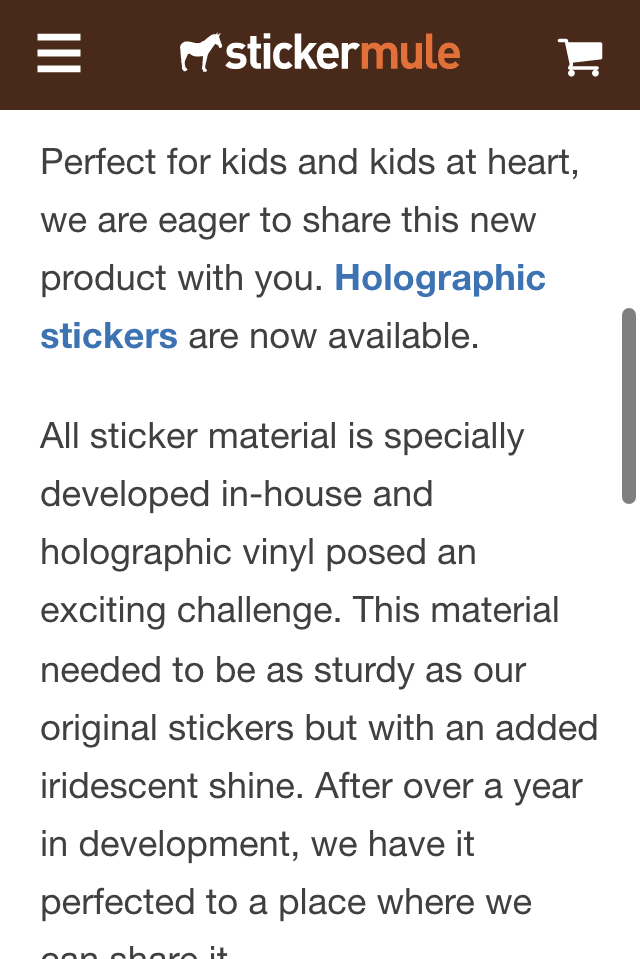 stickermule
Perfect for kids and kids at heart,
we are eager to share this new
product with you. Holographic
stickers are now available.
All sticker material is specially
developed in-house and
holographic vinyl posed an
exciting challenge. This material
needed to be as sturdy as our
original stickers but with an added
iridescent shine. After over a year
in development, we have it
perfected to a place where we
can share it